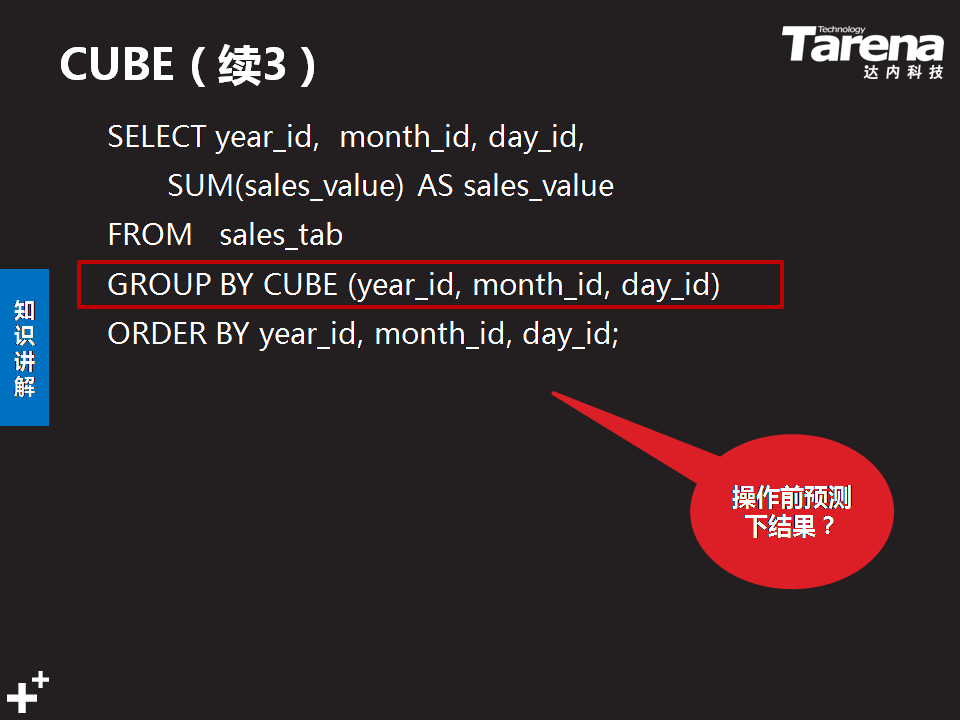 Technology
Tarena
达内科技
CUBE（续3）
SELECT year_id, month_id, day_id,
SUM(sales_value) AS sales_value
FROM sales_tab
GROUP BY CUBE (year_id, month_id, day_id)
ORDER BY year_id, month_id, day_id;
知识讲解
操作前预测
下结果？